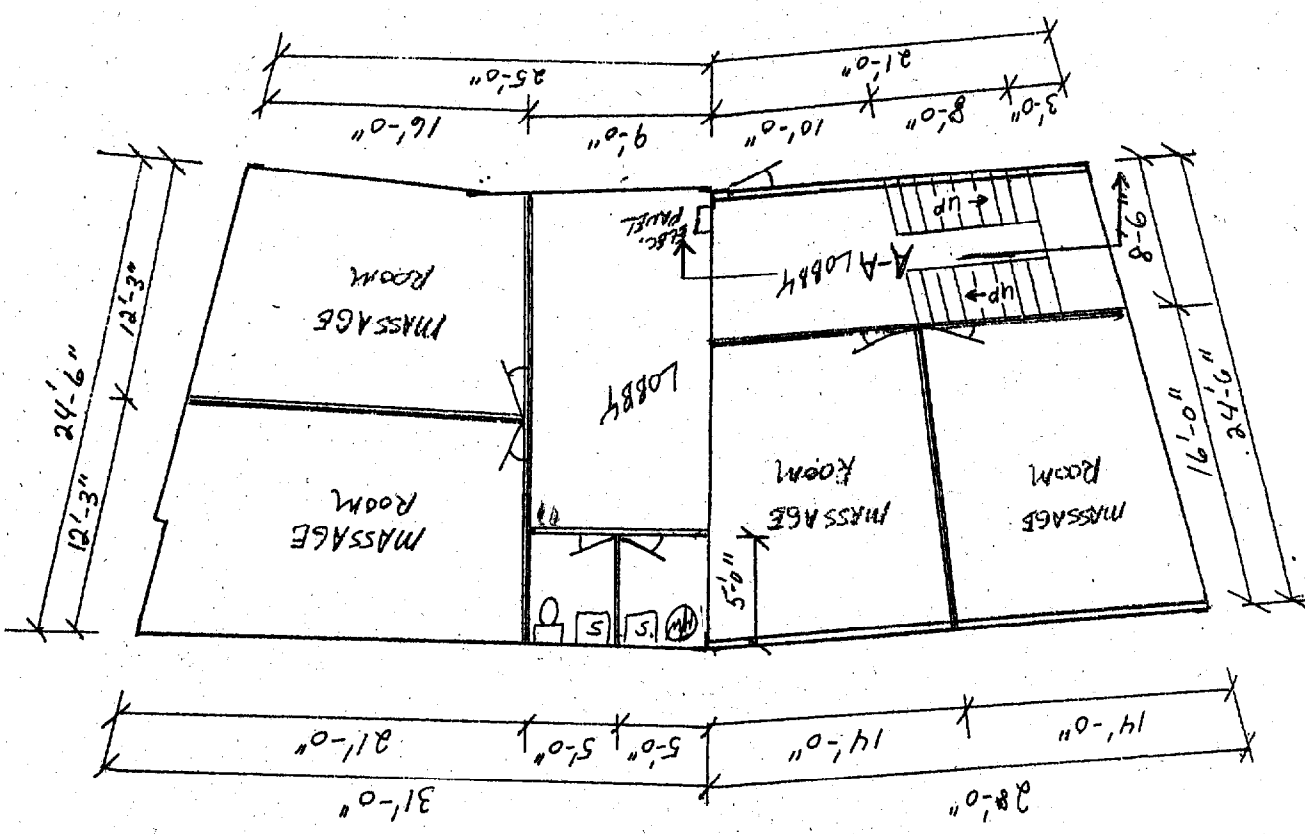 28'-0"
31'-0"
14'-0"
14'-0"
5'-0"
5'-0"
21'-0"
HW
S
S
5'-0"
24'-6"
16'-0"
MASSAGE
ROOM
MASSAGE
ROOM
MASSAGE
ROOM
12'-3"
24'-6"
LOBBY
MASSAGE
ROOM
12'-3"
UP
8'-6"
A-A
LOBBY
ELEC.
PANEL
UP
3'-0"
8'-0"
10'-0"
9'-0"
16'-0"
21'-0"
25'-0"